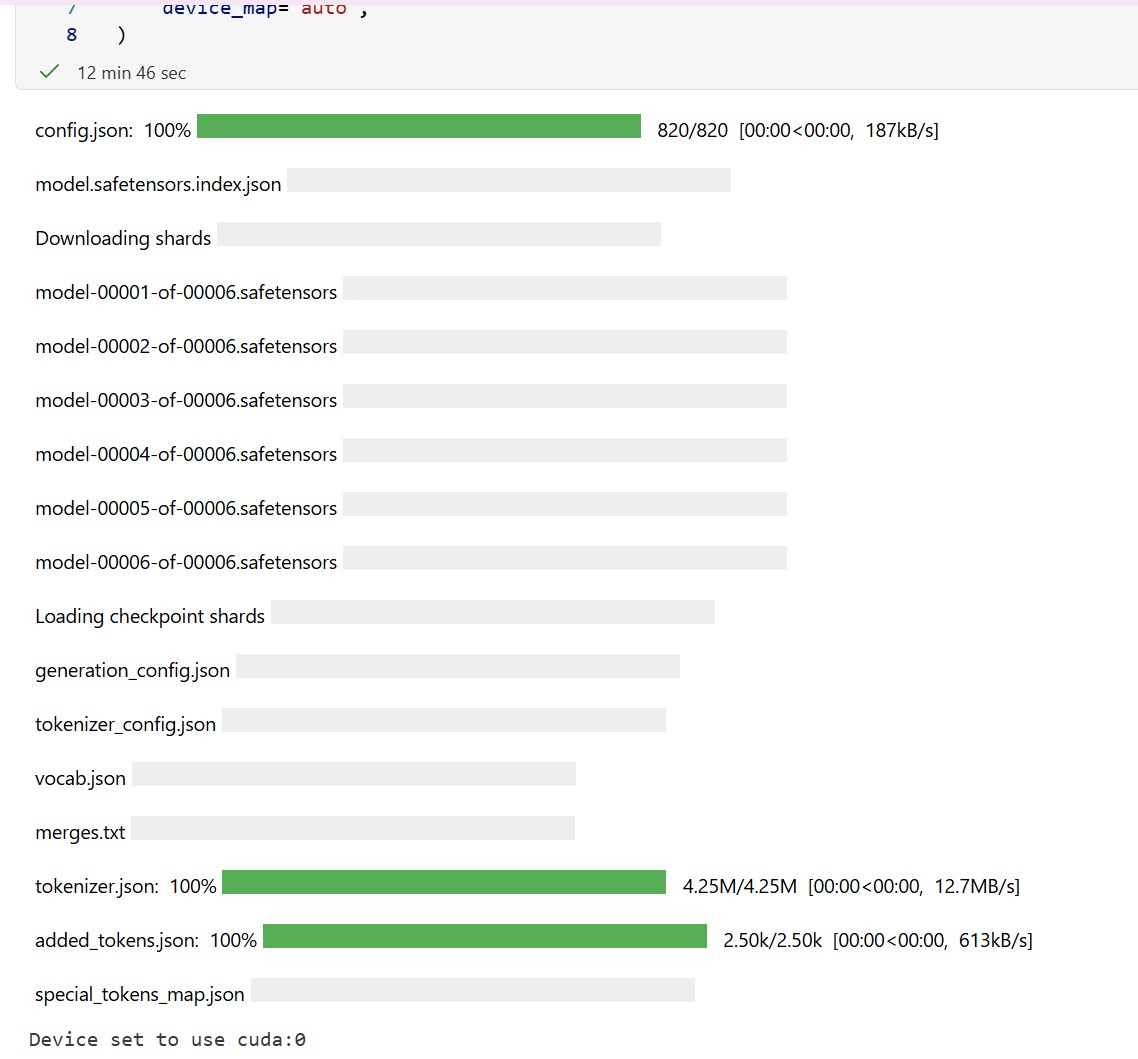 7 device_map="auto",
8 )
✓ 12 min 46 sec
config.json: 100% 820/820 [00:00<00:00, 187kB/s]
model.safetensors.index.json
Downloading shards
model-00001-of-00006.safetensors
model-00002-of-00006.safetensors
model-00003-of-00006.safetensors
model-00004-of-00006.safetensors
model-00005-of-00006.safetensors
model-00006-of-00006.safetensors
Loading checkpoint shards
generation_config.json
tokenizer_config.json
vocab.json
merges.txt
tokenizer.json: 100% 4.25M/4.25M [00:00<00:00, 12.7MB/s]
added_tokens.json: 100% 2.50k/2.50k [00:00<00:00, 613kB/s]
special_tokens_map.json
Device set to use cuda:0